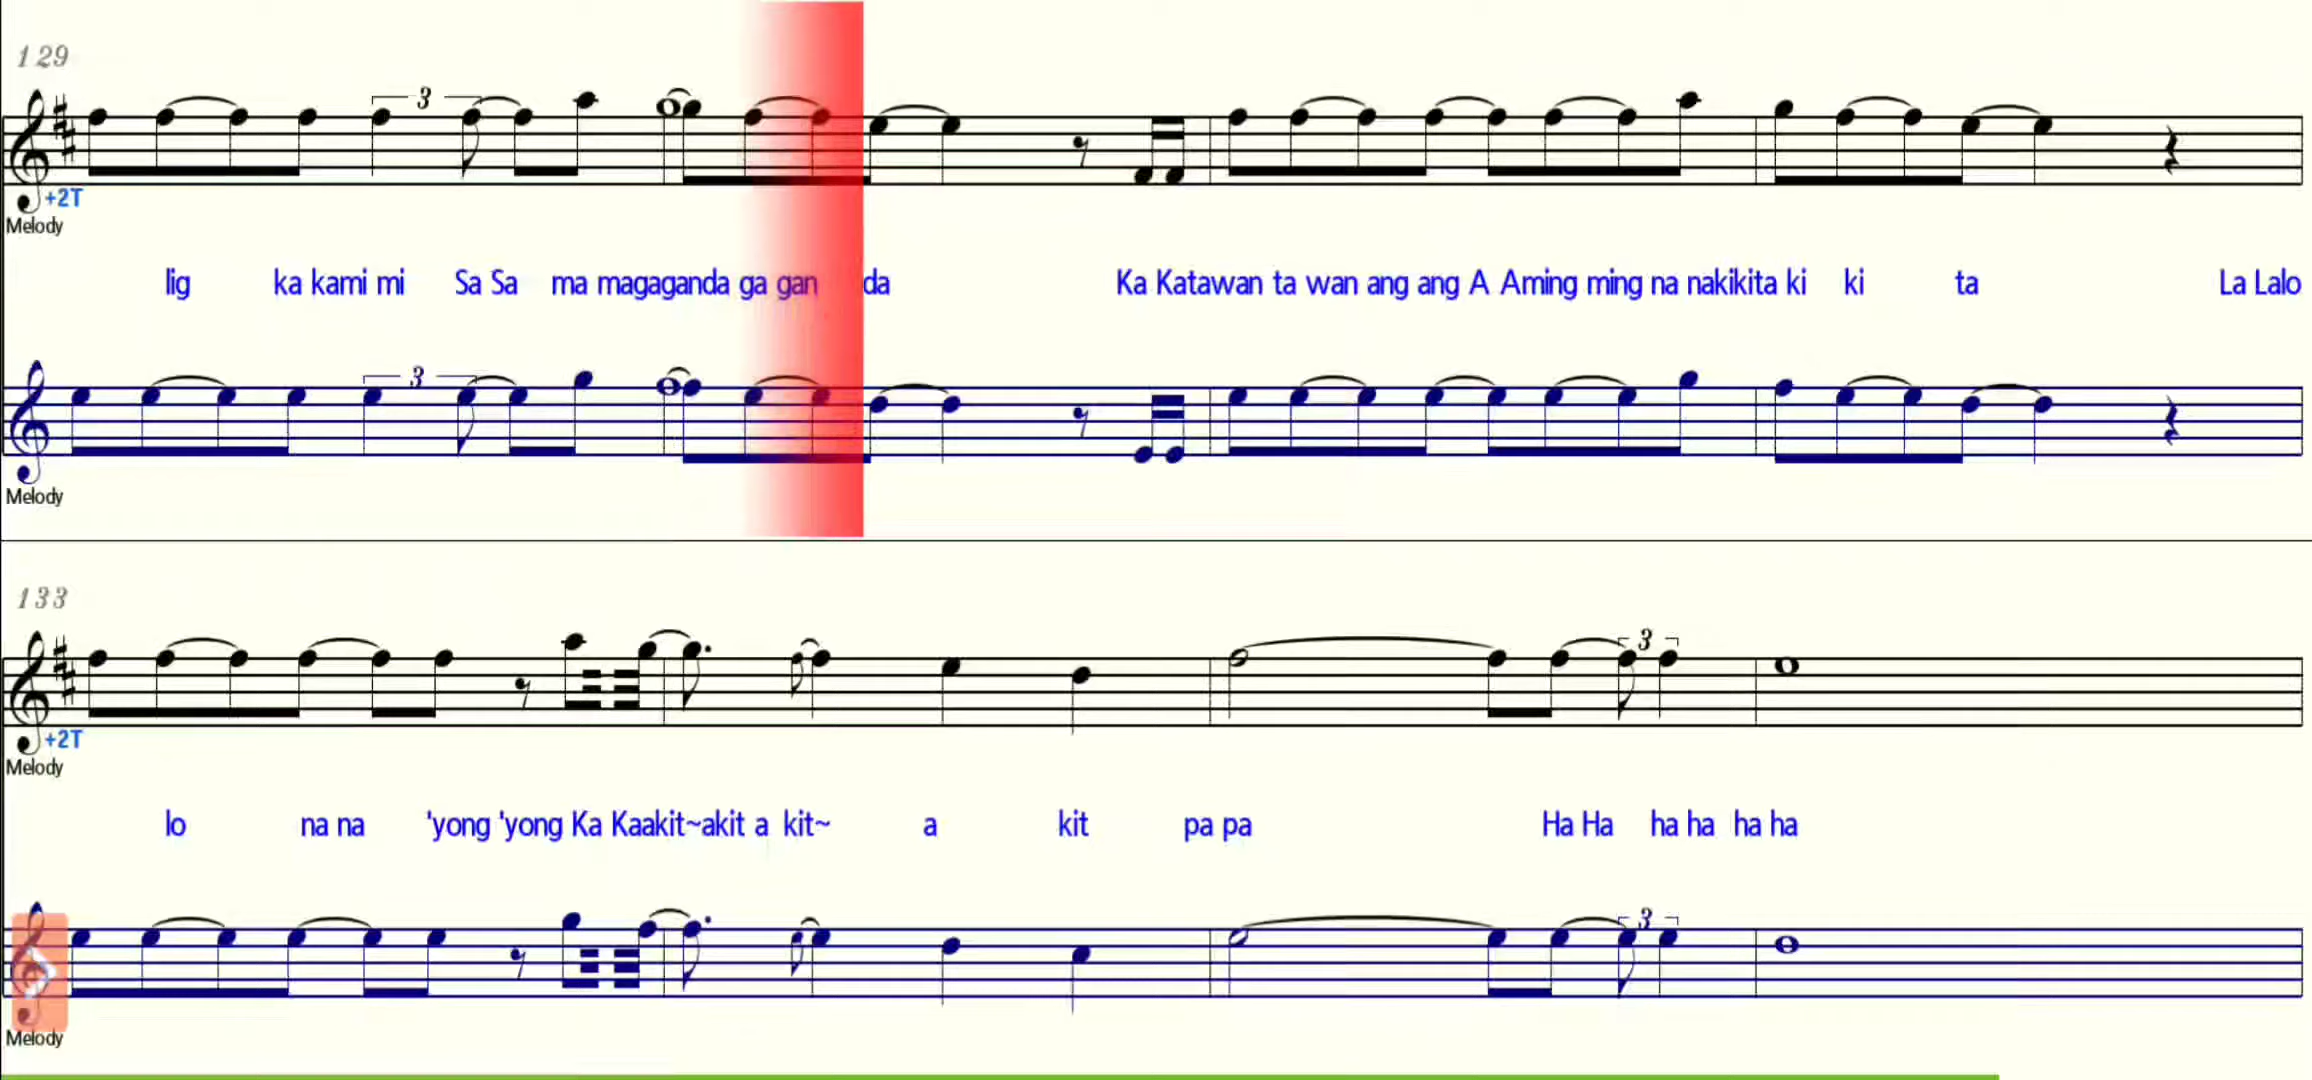 129
3
+2T
Melody
lig ka kami mi Sa Sa ma magaganda ga gan da Ka Katawan ta wan ang ang A Aming ming na nakikita ki ki ta La Lalo
3
Melody
133
3
+2T
Melody
lo na na 'yong 'yong Ka Kaakit~akit a kit~ a kit pa pa Ha Ha ha ha ha ha
3
Melody